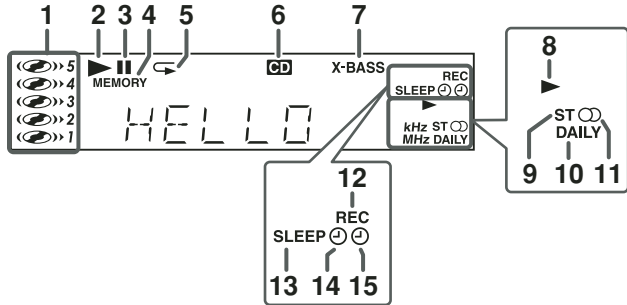 1 2 3 4 5 6 7
5
4
3
2
1
MEMORY
CD
X-BASS
REC
SLEEP
HELLO
kHz ST
MHz DAILY
8
ST
DAILY
9 10 11
12
REC
SLEEP
13 14 15